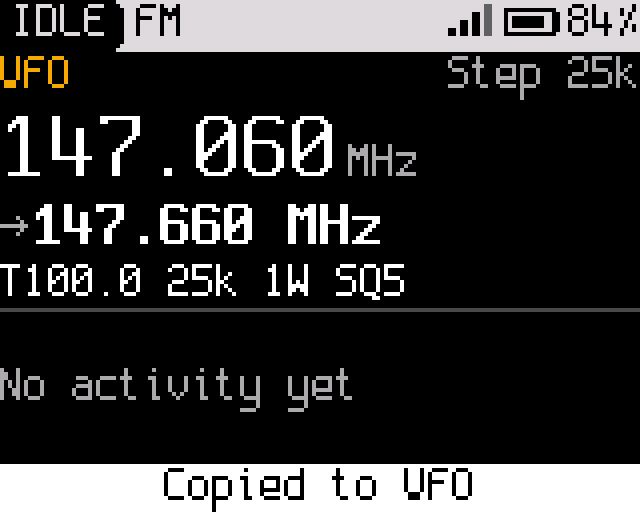 IDLE FM 84%
VFO Step 25k
147.060 MHz
→147.660 MHz
T100.0 25k 1W SQ5
No activity yet
Copied to VFO